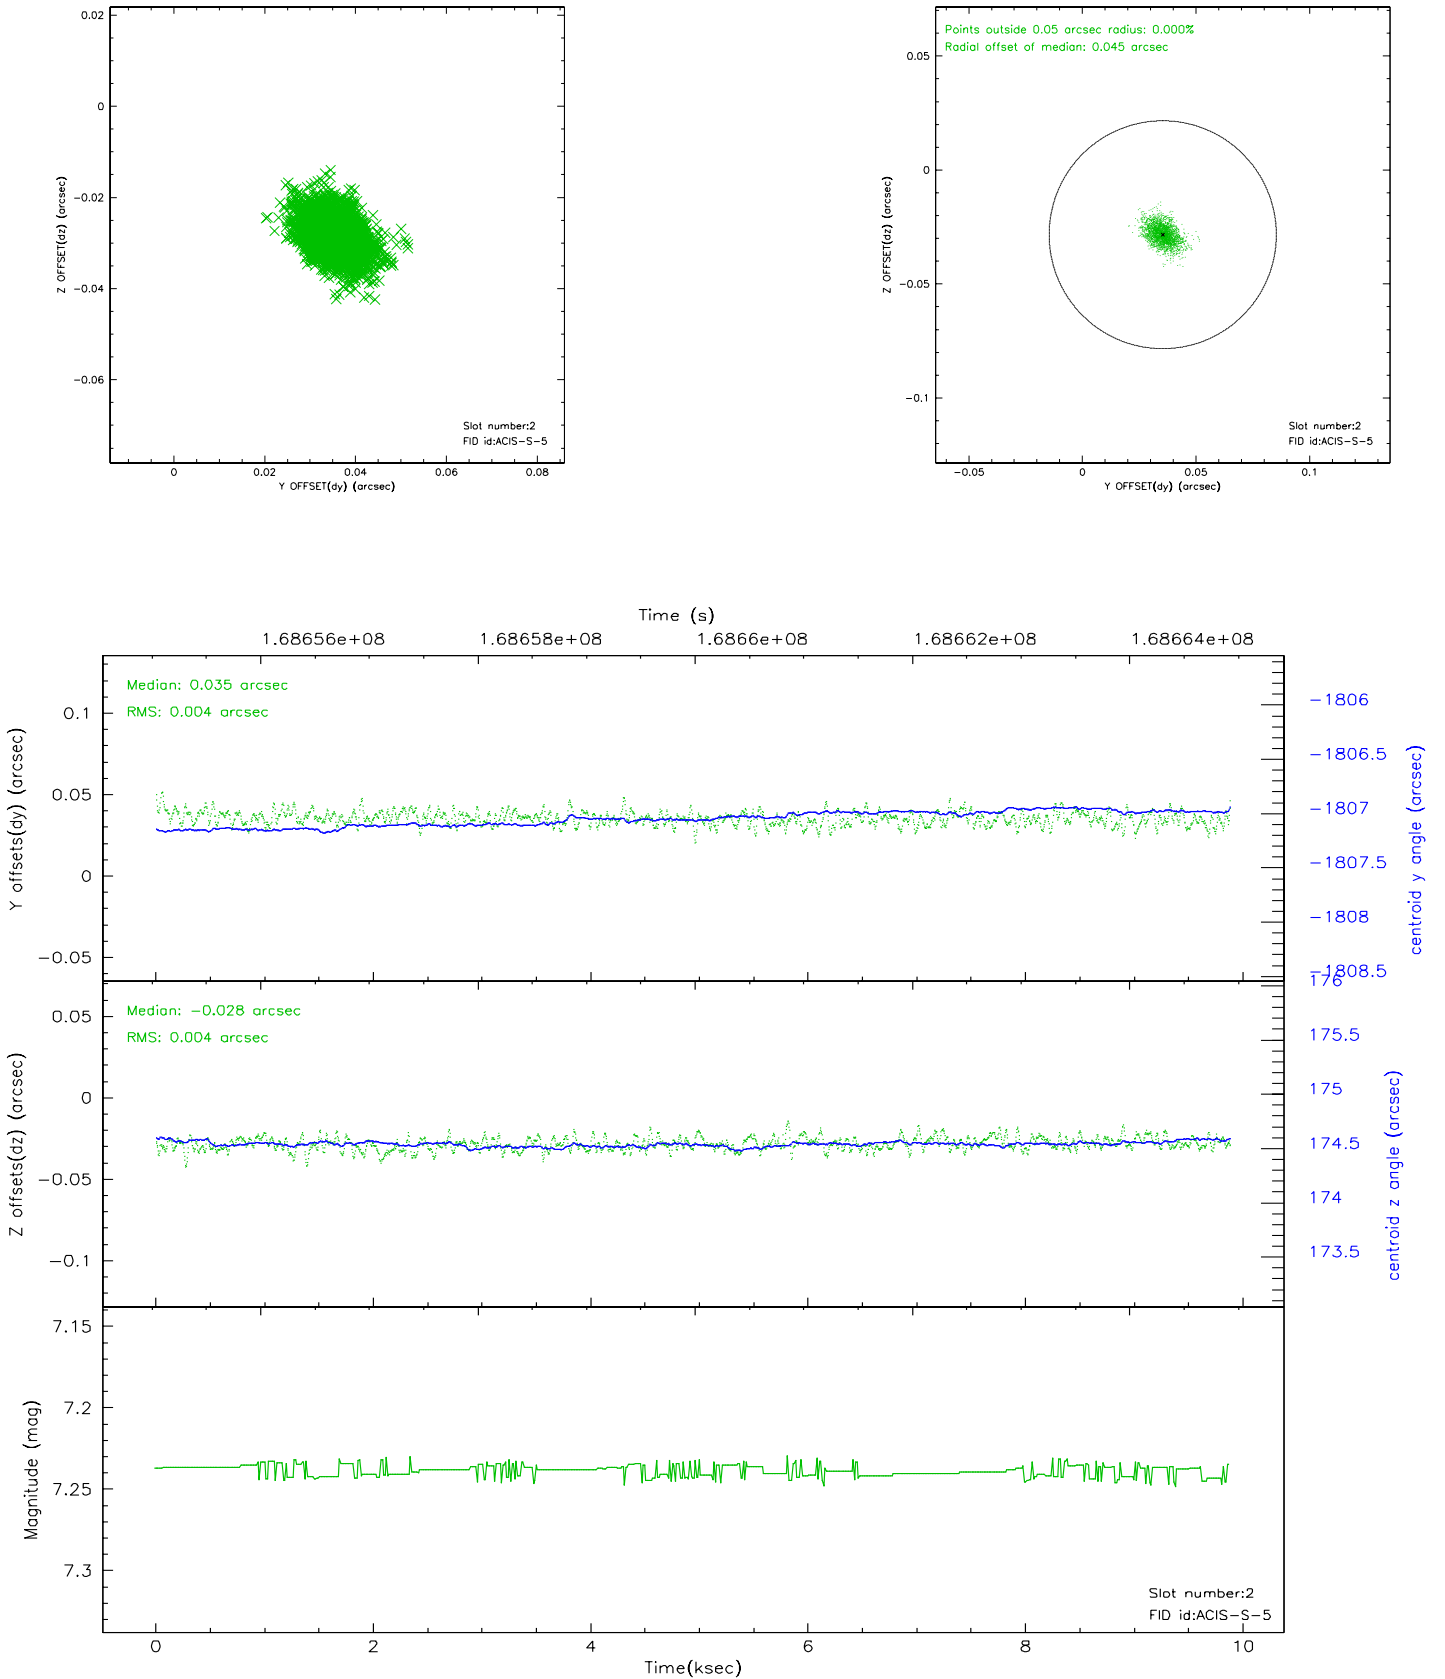 0.02
0
−0.02
−0.04
−0.06
Z OFFSET(dz) (arcsec)
Slot number:2
FID id:ACIS−S−5
0
0.02
0.04
0.06
0.08
Y OFFSET(dy) (arcsec)
Points outside 0.05 arcsec radius: 0.000%
Radial offset of median: 0.045 arcsec
0.05
0
−0.05
−0.1
Z OFFSET(dz) (arcsec)
Slot number:2
FID id:ACIS−S−5
−0.05
0
0.05
0.1
Y OFFSET(dy) (arcsec)
Time (s)
1.68656e+08
1.68658e+08
1.6866e+08
1.68662e+08
1.68664e+08
Median: 0.035 arcsec
RMS: 0.004 arcsec
0.1
0.05
0
−0.05
Y offsets(dy) (arcsec)
−1806
−1806.5
−1807
−1807.5
−1808
−1808.5
centroid y angle (arcsec)
Median: −0.028 arcsec
RMS: 0.004 arcsec
0.05
0
−0.05
−0.1
Z offsets(dz) (arcsec)
176
175.5
175
174.5
174
173.5
centroid z angle (arcsec)
7.15
7.2
7.25
7.3
Magnitude (mag)
Slot number:2
FID id:ACIS−S−5
0
2
4
6
8
10
Time(ksec)